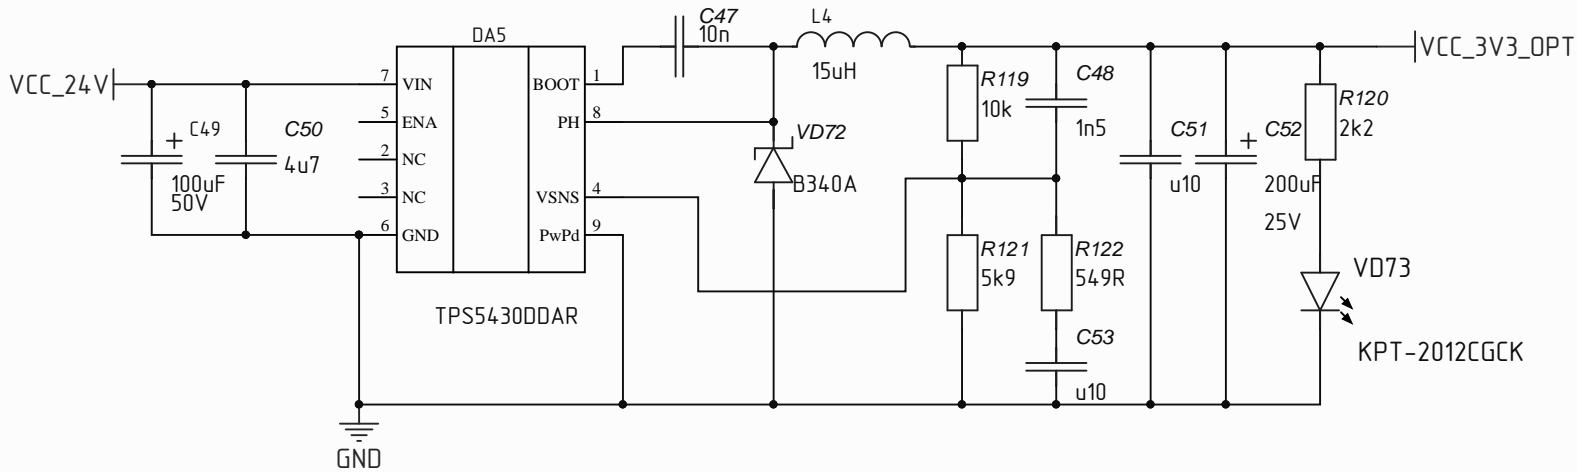 VCC_24V
C49
100uF
50V
C50
4u7
DA5
7 VIN
5 ENA
2 NC
3 NC
6 GND
BOOT 1
PH 8
VSNS 4
PwPd 9
TPS5430DDAR
GND
C47
10n
L4
15uH
VD72
B340A
R119
10k
C48
1n5
R121
5k9
R122
549R
C53
u10
C51
u10
C52
200uF
25V
R120
2k2
VD73
KPT-2012CGCK
VCC_3V3_OPT